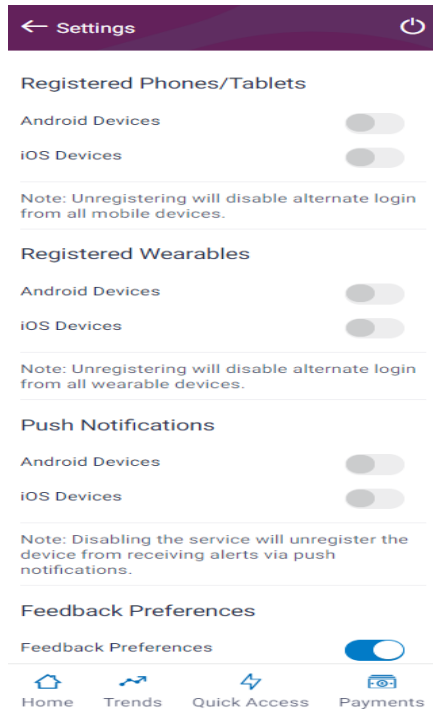 Settings
Registered Phones/Tablets
Android Devices
iOS Devices
Note: Unregistering will disable alternate login
from all mobile devices.
Registered Wearables
Android Devices
iOS Devices
Note: Unregistering will disable alternate login
from all wearable devices.
Push Notifications
Android Devices
iOS Devices
Note: Disabling the service will unregister the
device from receiving alerts via push
notifications.
Feedback Preferences
Feedback Preferences
Home Trends Quick Access Payments